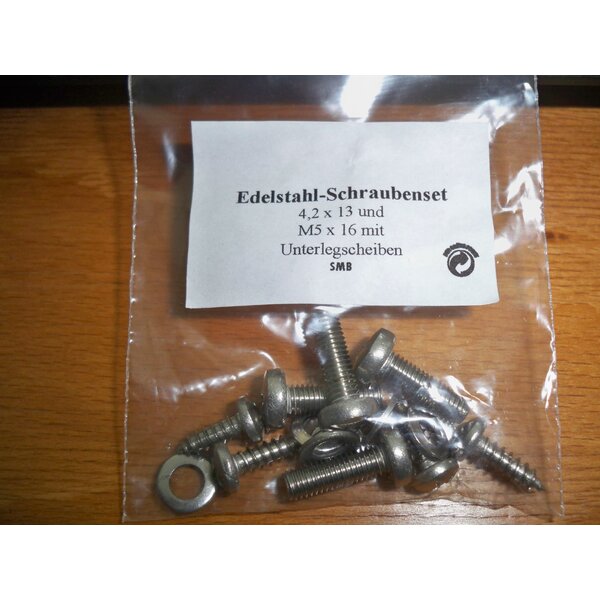 Edelstahl-Schraubenset
4,2 x 13 und
M5 x 16 mit
Unterlegscheiben
SMB